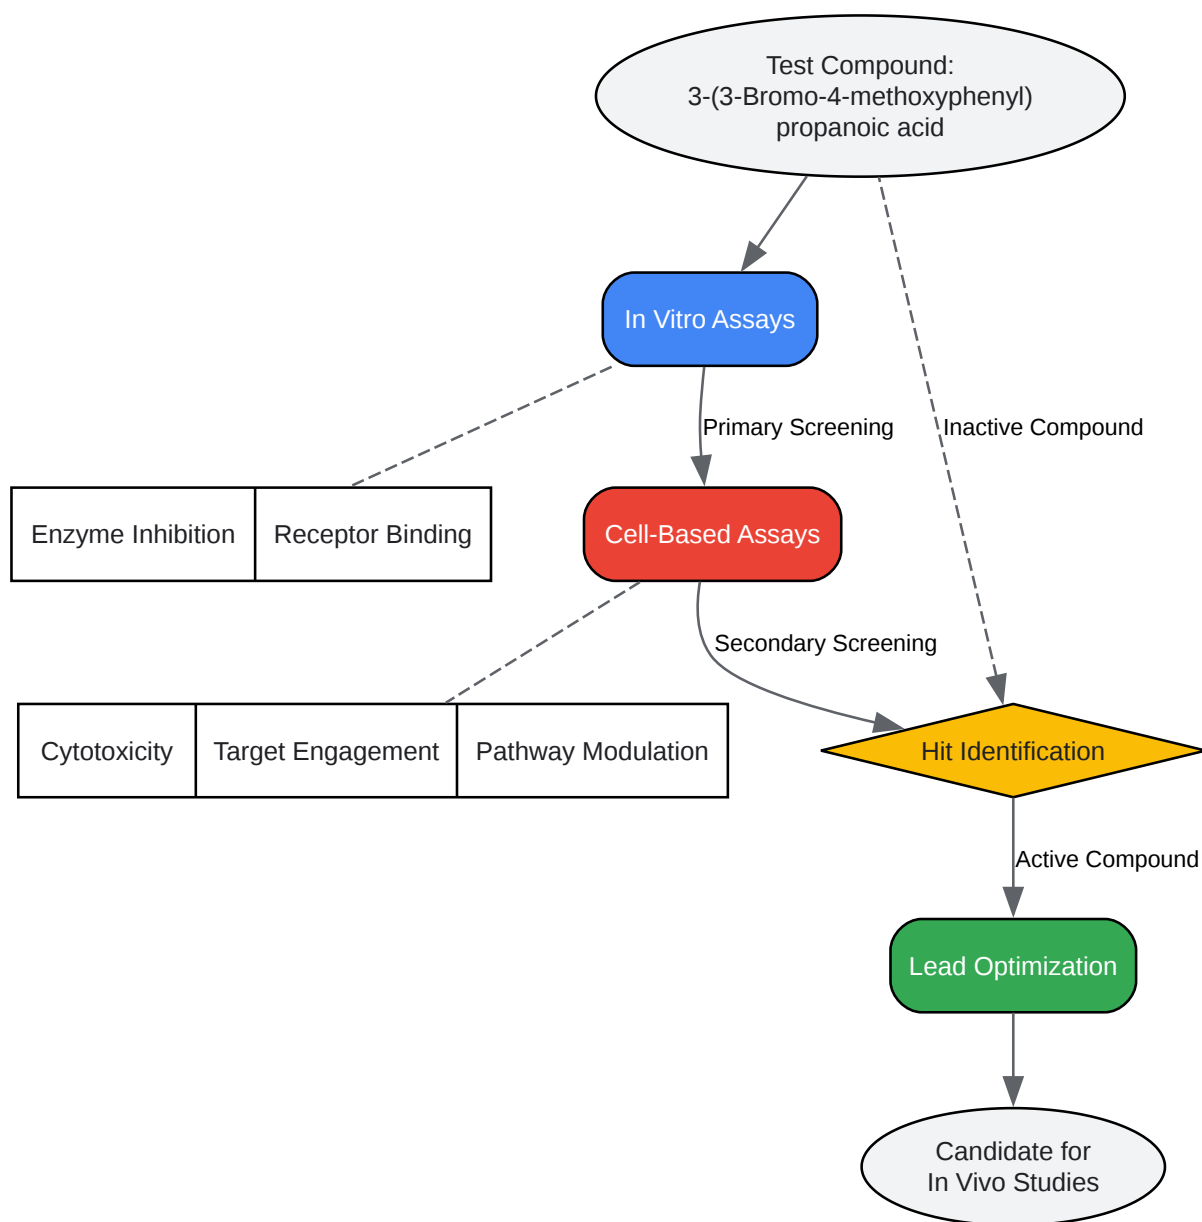 Test Compound:
3-(3-Bromo-4-methoxyphenyl)
propanoic acid
In Vitro Assays
Primary Screening
Inactive Compound
Enzyme Inhibition
Receptor Binding
Cell-Based Assays
Secondary Screening
Cytotoxicity
Target Engagement
Pathway Modulation
Hit Identification
Active Compound
Lead Optimization
Candidate for
In Vivo Studies